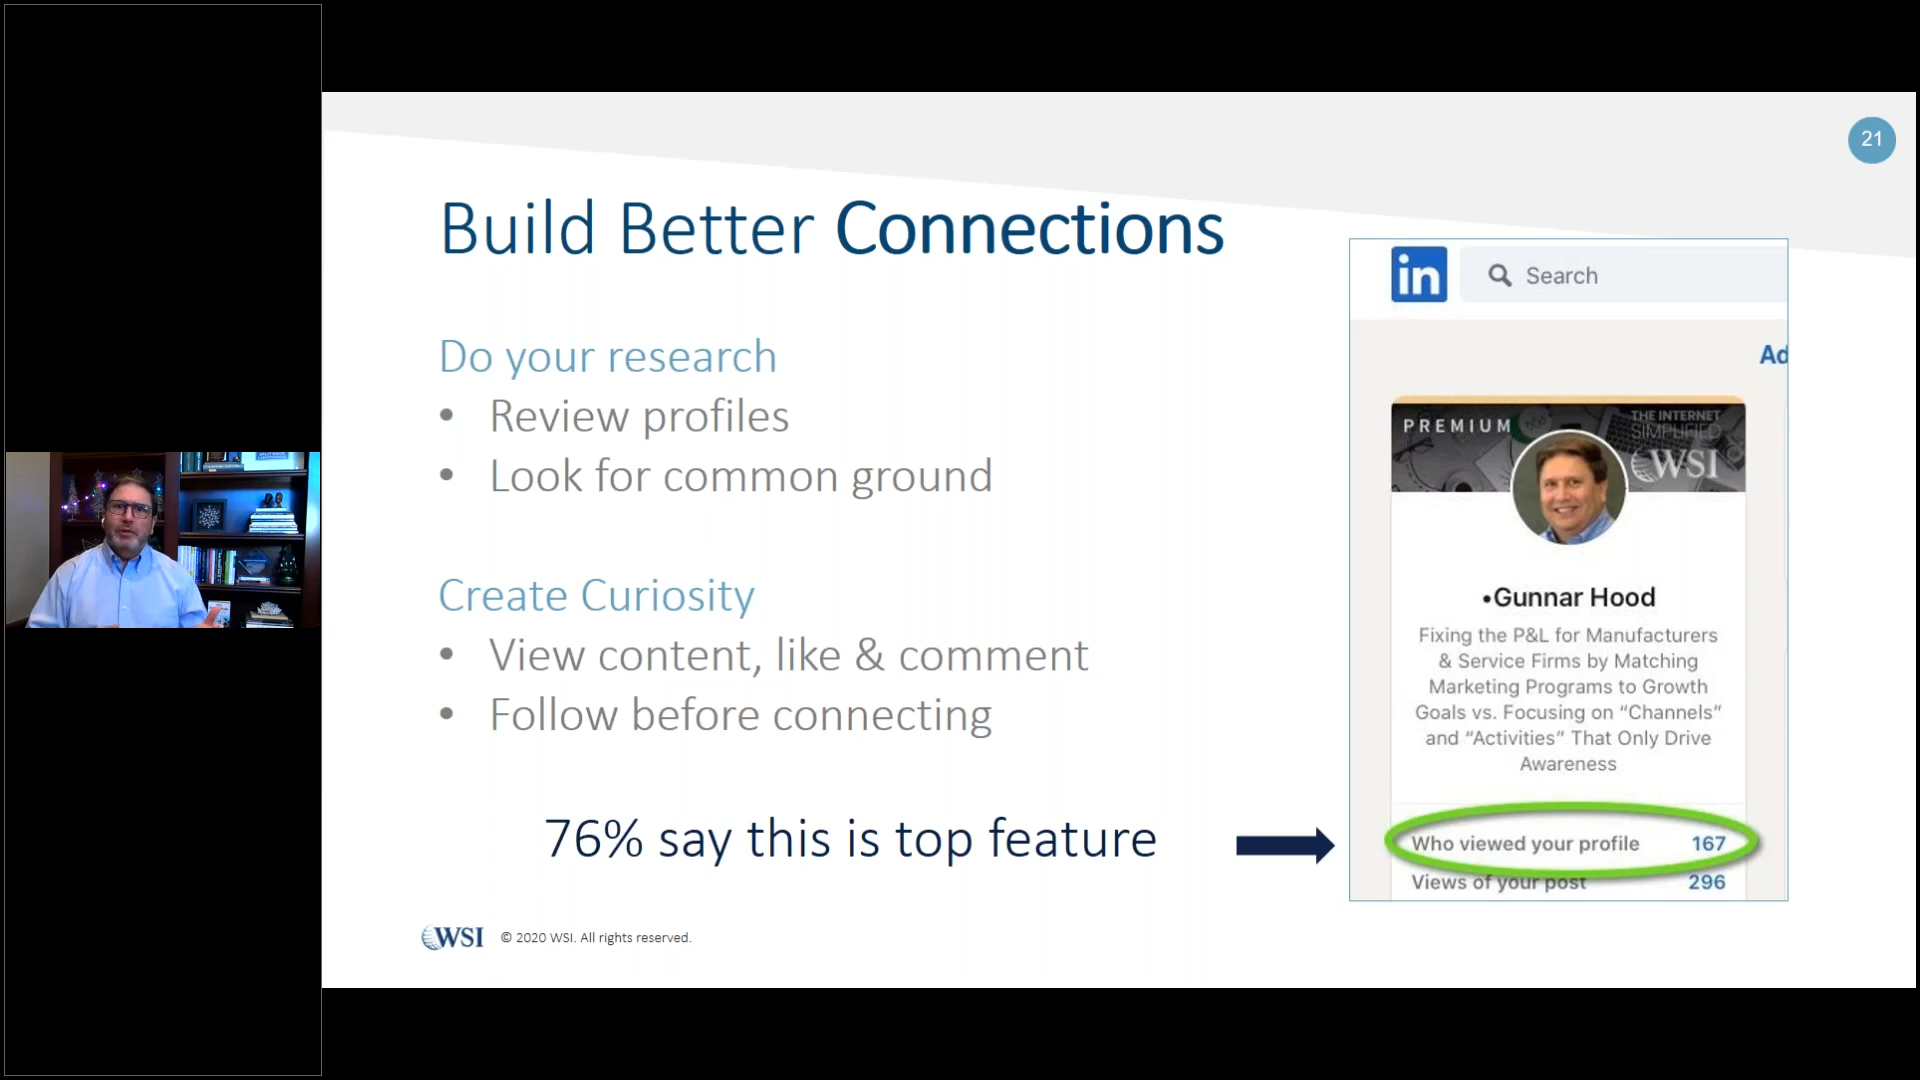 21
Build Better Connections
Do your research
• Review profiles
• Look for common ground
Create Curiosity
• View content, like & comment
• Follow before connecting
76% say this is top feature
WSI © 2020 WSI. All rights reserved.
in Search
Ad
PREMIUM
THE INTERNET
SIMPLIFIED
WSI
•Gunnar Hood
Fixing the P&L for Manufacturers
& Service Firms by Matching
Marketing Programs to Growth
Goals vs. Focusing on “Channels”
and “Activities” That Only Drive
Awareness
Who viewed your profile 167
Views of your post 296